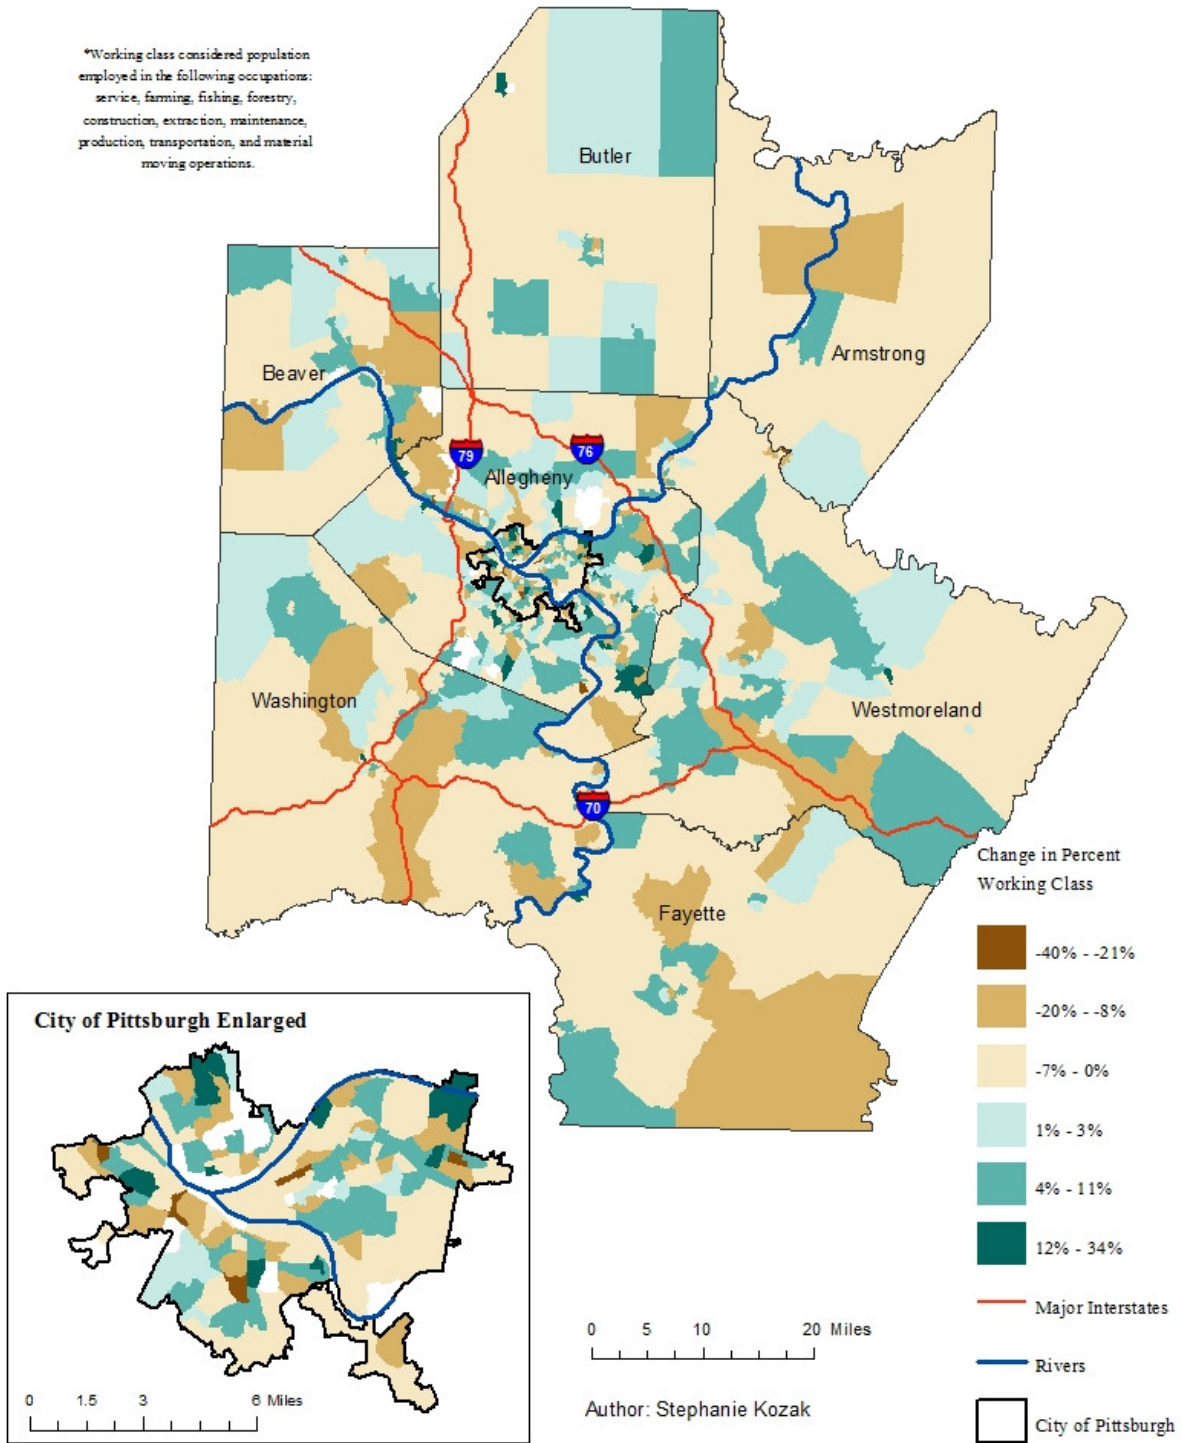 *Working class considered population
employed in the following occupations:
service, farming, fishing, forestry,
construction, extraction, maintenance,
production, transportation, and material
moving operations.
Butler
Armstrong
Beaver
79
76
Allegheny
Washington
Westmoreland
70
Fayette
Change in Percent
Working Class
-40% - -21%
-20% - -8%
-7% - 0%
1% - 3%
4% - 11%
12% - 34%
Major Interstates
Rivers
City of Pittsburgh
City of Pittsburgh Enlarged
0 1.5 3 6 Miles
0 5 10 20 Miles
Author: Stephanie Kozak